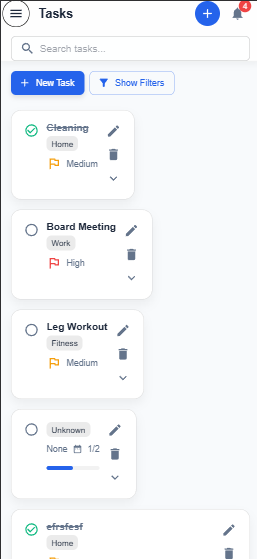 Tasks
4
Search tasks...
New Task
Show Filters
Cleaning
Home
Medium
Board Meeting
Work
High
Leg Workout
Fitness
Medium
Unknown
None 1/2
efrsfesf
Home